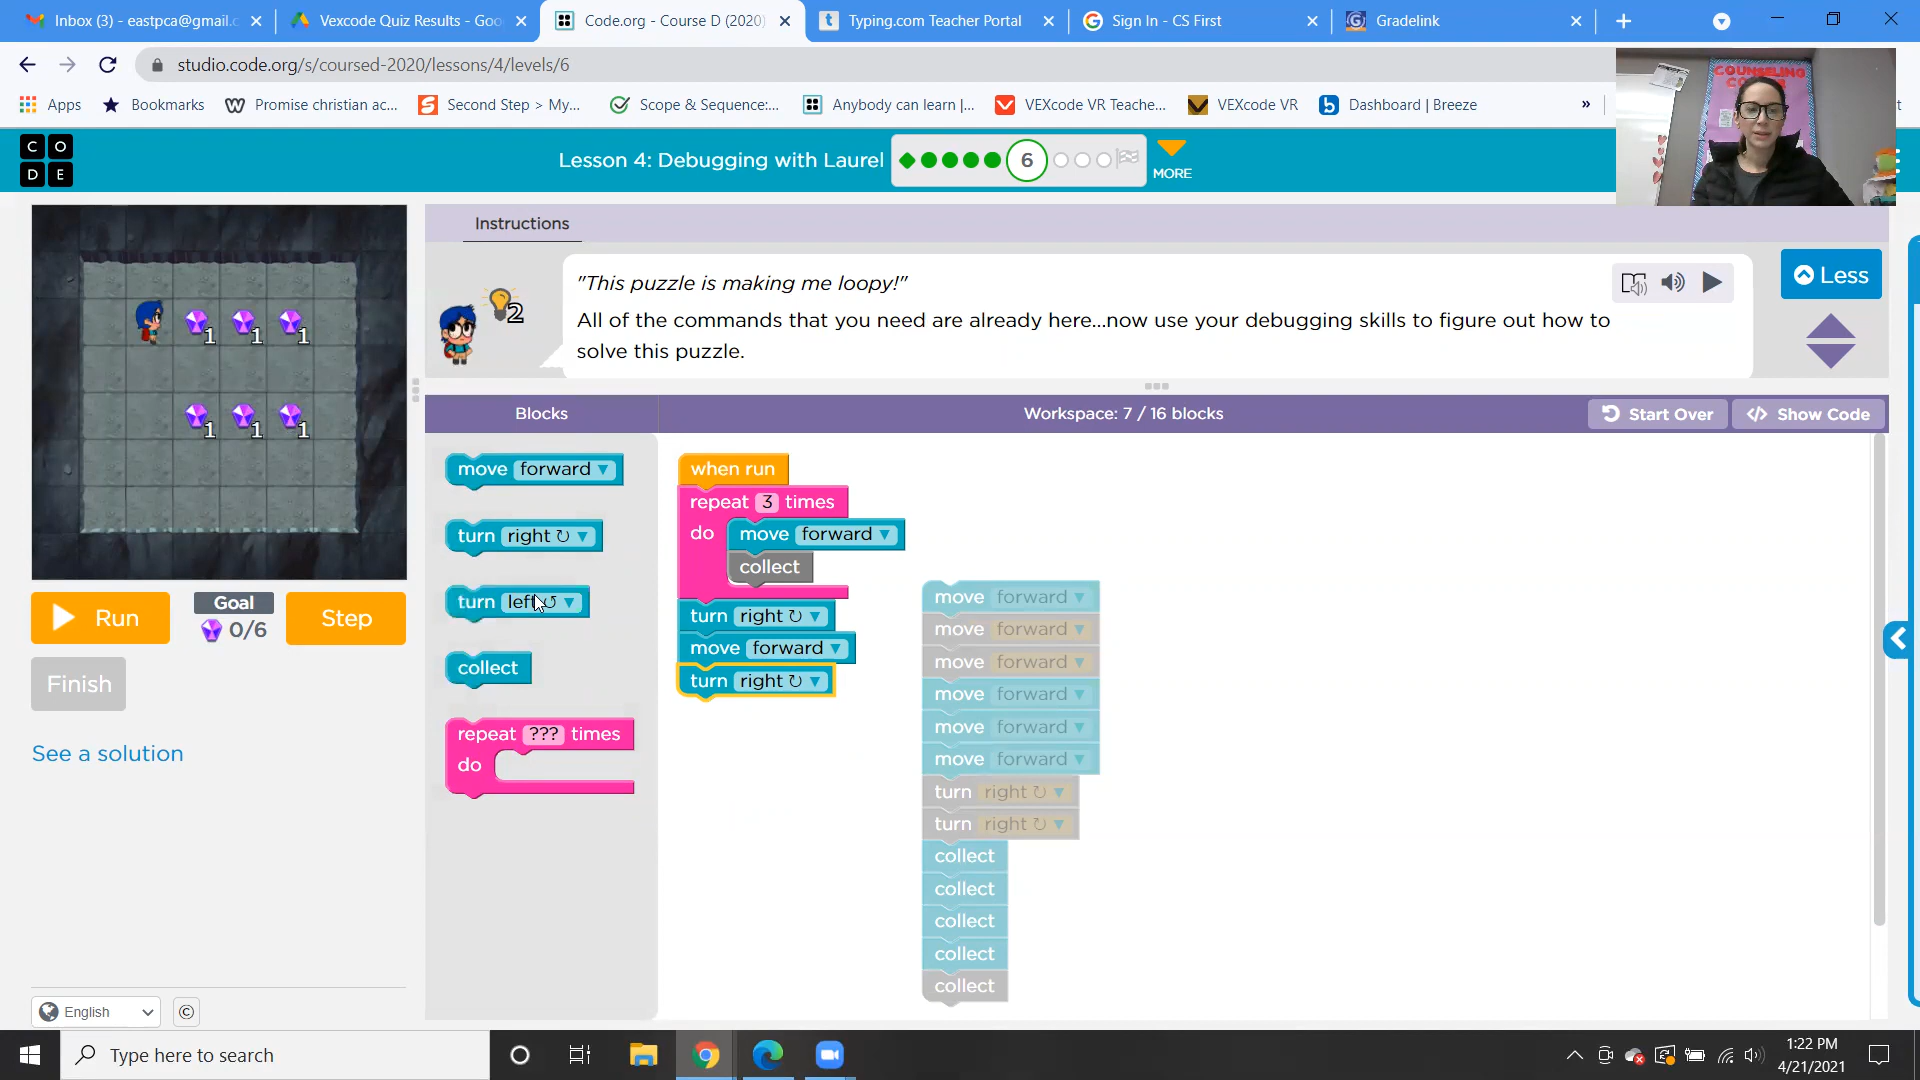 Inbox (3) - eastpca@gmail.c
Vexcode Quiz Results - Goo
Code.org - Course D (2020)
Typing.com Teacher Portal
Sign In - CS First
Gradelink
studio.code.org/s/coursed-2020/lessons/4/levels/6
Apps
Bookmarks
Promise christian ac...
Second Step > My...
Scope & Sequence:...
Anybody can learn |...
VEXcode VR Teache...
VEXcode VR
Dashboard | Breeze
»
COUNSELING
C O
D E
Lesson 4: Debugging with Laurel
6
MORE
Instructions
"This puzzle is making me loopy!"
All of the commands that you need are already here...now use your debugging skills to figure out how to
solve this puzzle.
2
Less
1 1 1
1 1 1
Blocks
Workspace: 7 / 16 blocks
Start Over
Show Code
move forward
turn right
turn left
collect
repeat ??? times
do
when run
repeat 3 times
do
move forward
collect
turn right
move forward
turn right
move forward
move forward
move forward
move forward
move forward
move forward
turn right
turn right
collect
collect
collect
collect
collect
Run
Goal
0/6
Step
Finish
See a solution
English
©
Type here to search
1:22 PM
4/21/2021